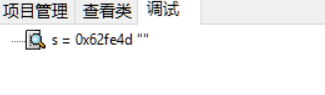 项目管理 查看类 调试
s = 0x62fe4d ""